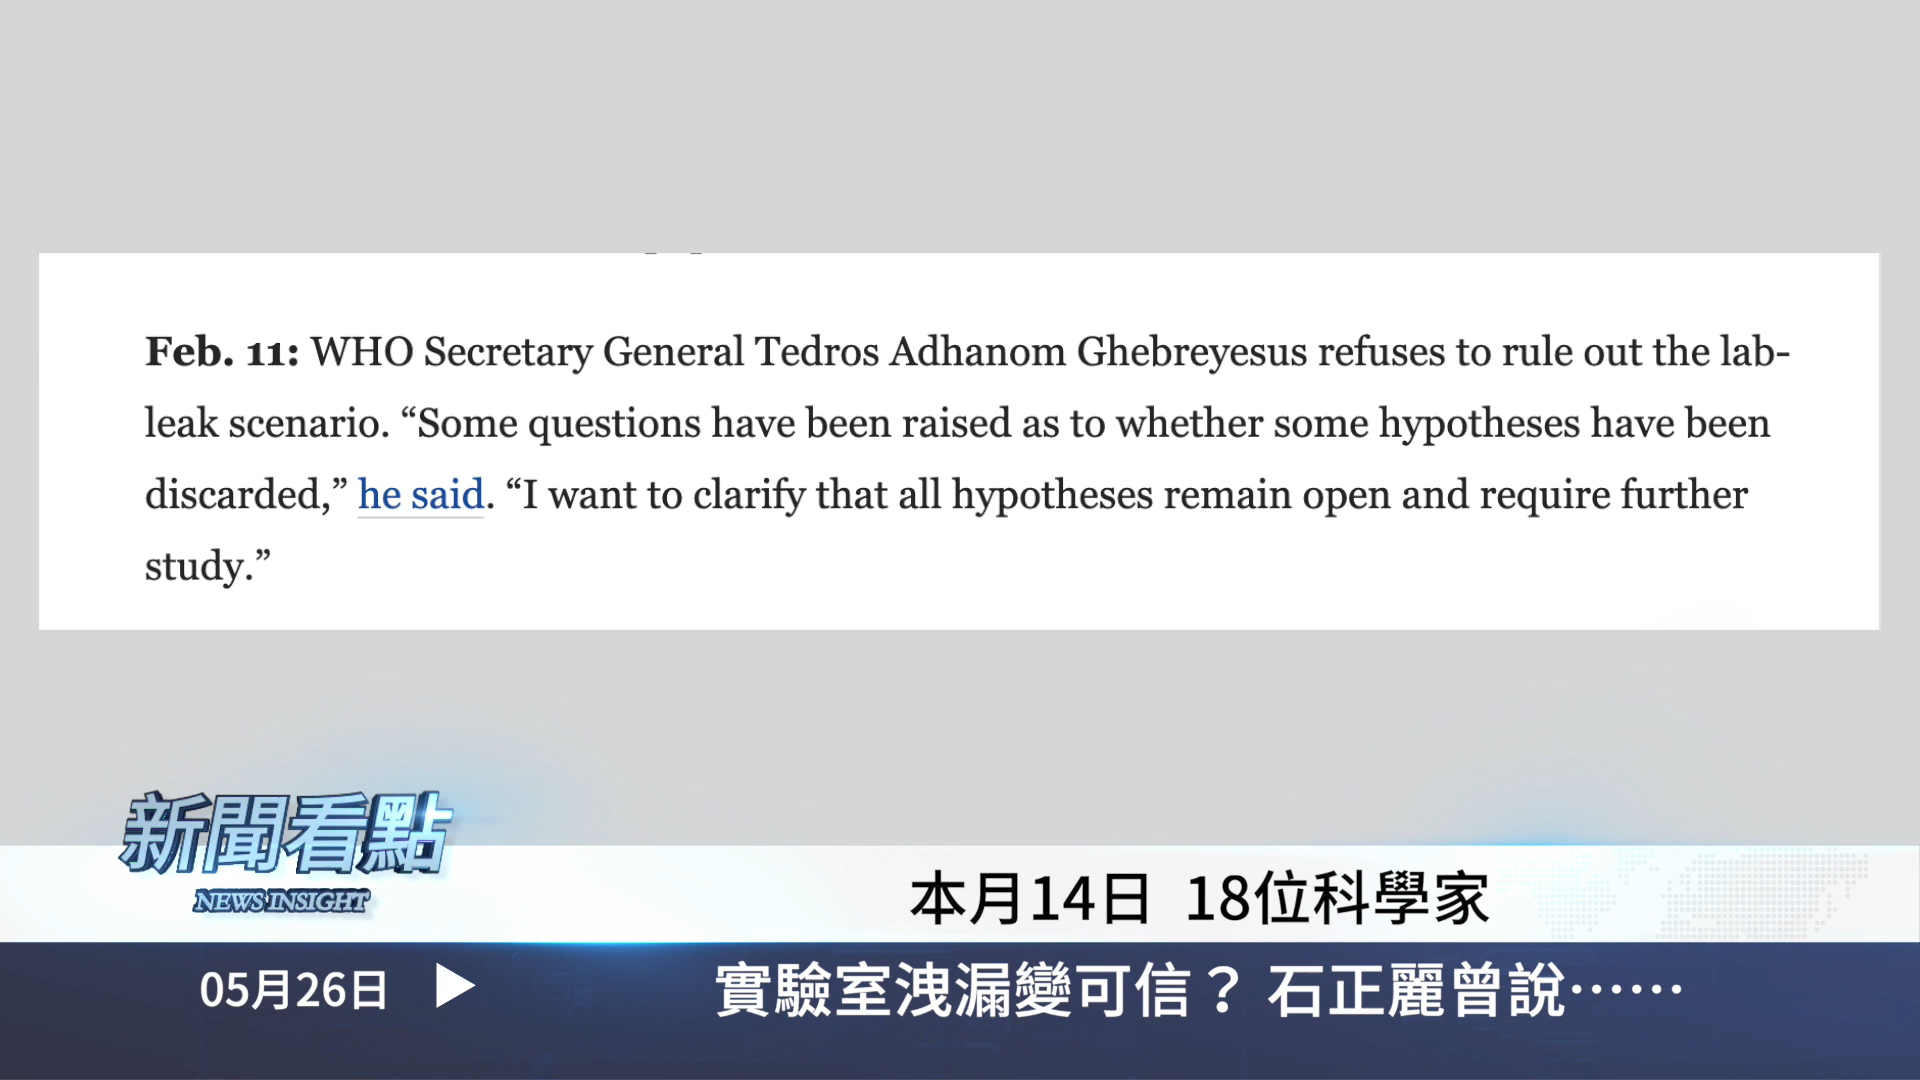 Feb. 11: WHO Secretary General Tedros Adhanom Ghebreyesus refuses to rule out the lab-
leak scenario. “Some questions have been raised as to whether some hypotheses have been
discarded,” he said. “I want to clarify that all hypotheses remain open and require further
study.”
新聞看點
NEWS INSIGHT
本月14日 18位科學家
05月26日
實驗室洩漏變可信？ 石正麗曾說……